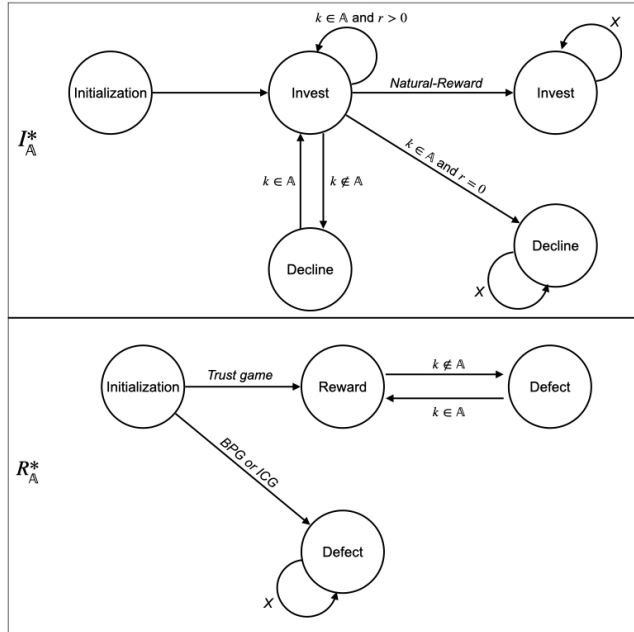 k ∈ 𝔸 and r > 0
X
Initialization
Invest
Natural-Reward
Invest
I*𝔸
k ∈ 𝔸
k ∉ 𝔸
k ∈ 𝔸 and r = 0
Decline
Decline
X
Initialization
Trust game
Reward
k ∉ 𝔸
k ∈ 𝔸
Defect
R*𝔸
BPG or ICG
Defect
X